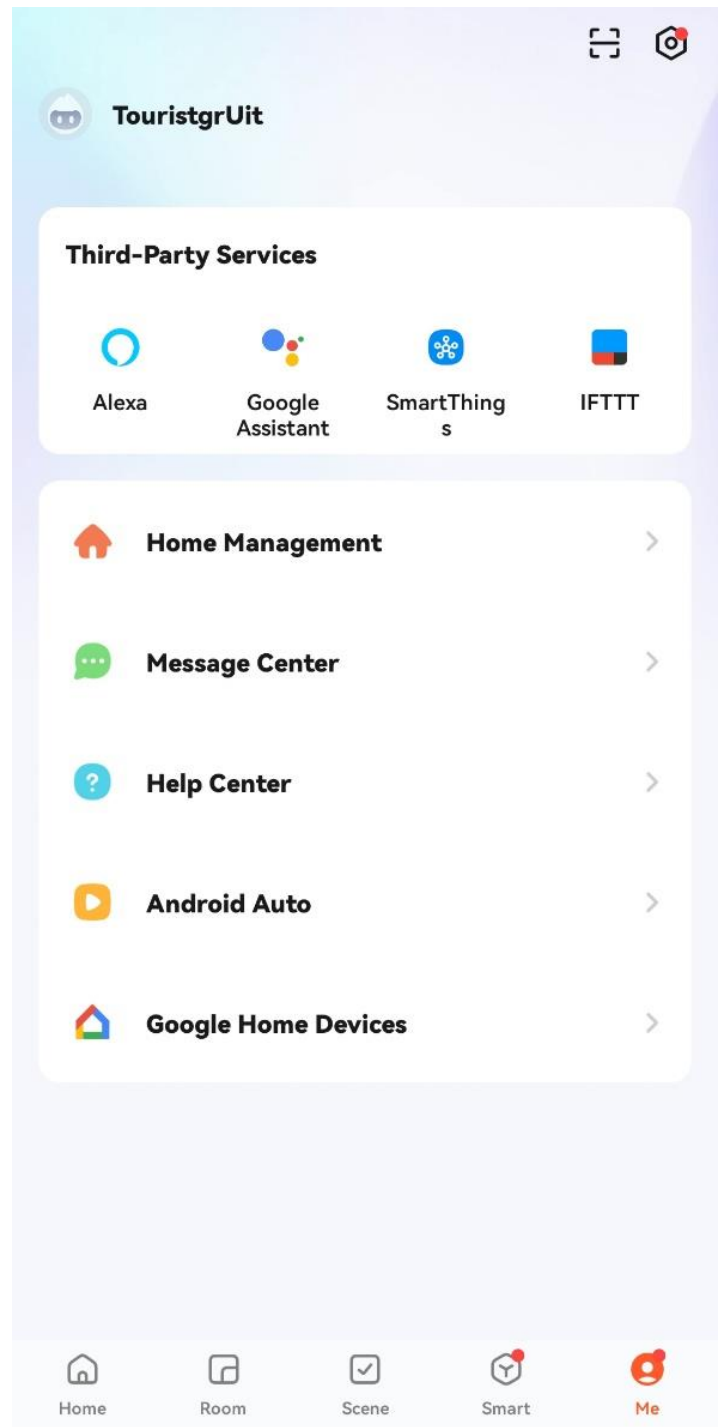 TouristgrUit
Third-Party Services
Alexa
Google
Assistant
SmartThing
s
IFTTT
Home Management
Message Center
Help Center
Android Auto
Google Home Devices
Home
Room
Scene
Smart
Me